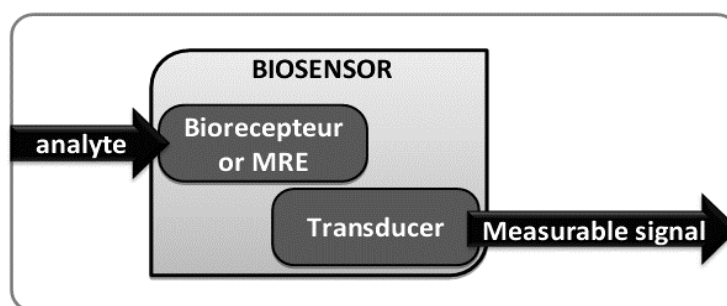 BIOSENSOR
analyte
Biorecepteur
or MRE
Transducer
Measurable signal